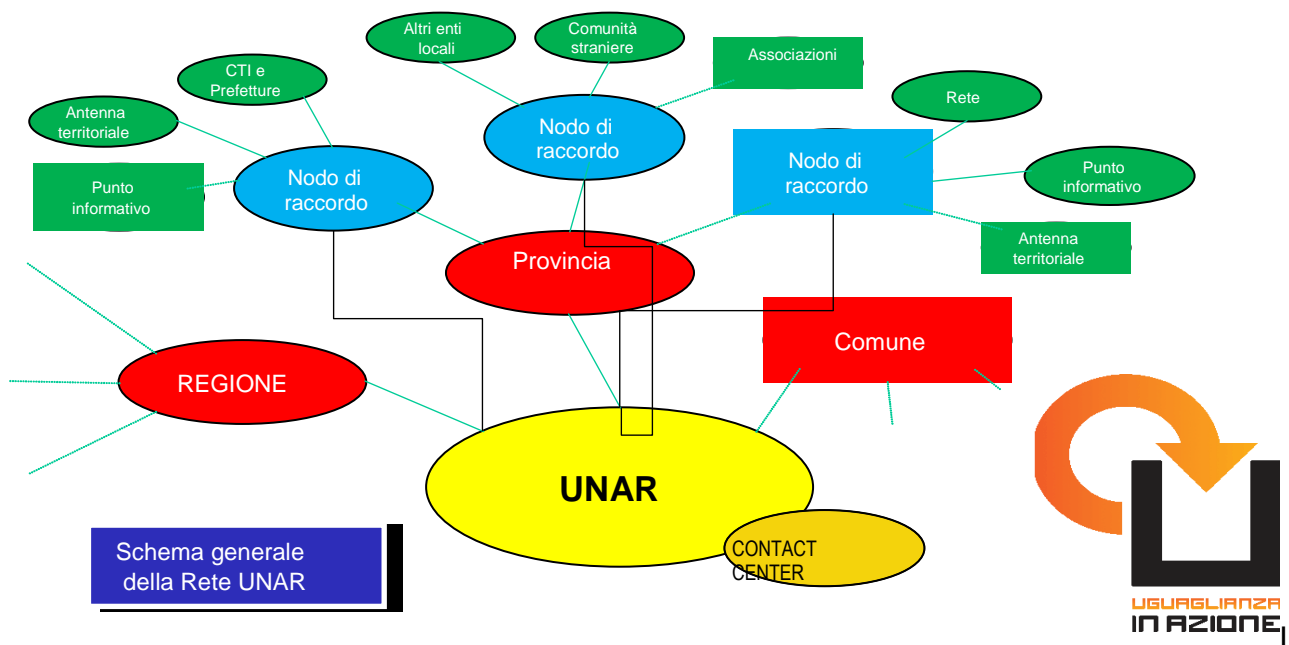 Altri enti
locali
Comunità
straniere
Associazioni
CTI e
Prefetture
Rete
Antenna
territoriale
Nodo di
raccordo
Nodo di
raccordo
Punto
informativo
Punto
informativo
Nodo di
raccordo
Antenna
territoriale
Provincia
Comune
REGIONE
UNAR
CONTACT
CENTER
Schema generale
della Rete UNAR
UGUAGLIANZA
IN AZIONE